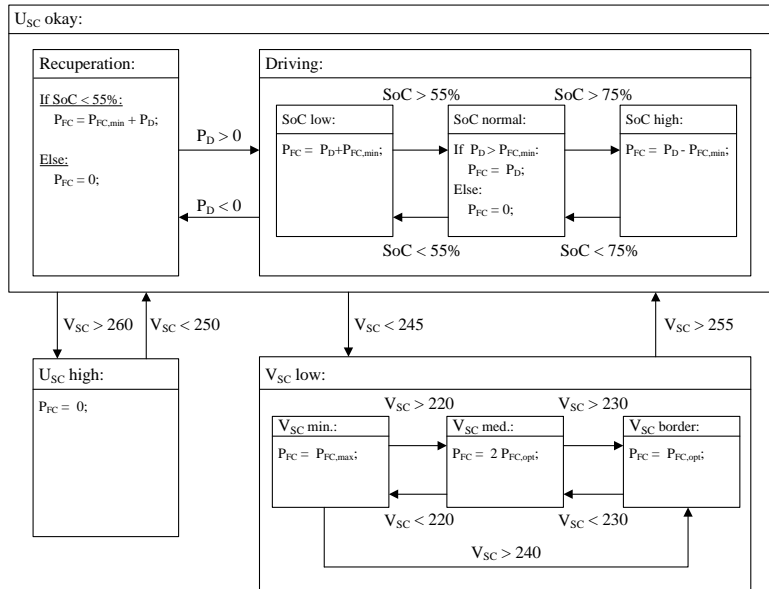 U_SC okay:
Recuperation:
If SoC < 55%:
P_FC = P_FC,min + P_D;
Else:
P_FC = 0;
P_D > 0
P_D < 0
Driving:
SoC > 55%
SoC > 75%
SoC low:
P_FC = P_D+P_FC,min;
SoC normal:
If P_D > P_FC,min:
P_FC = P_D;
Else:
P_FC = 0;
SoC high:
P_FC = P_D - P_FC,min;
SoC < 55%
SoC < 75%
V_SC > 260
V_SC < 250
V_SC < 245
V_SC > 255
U_SC high:
P_FC = 0;
V_SC low:
V_SC > 220
V_SC > 230
V_SC min.:
P_FC = P_FC,max;
V_SC med.:
P_FC = 2 P_FC,opt;
V_SC border:
P_FC = P_FC,opt;
V_SC < 220
V_SC < 230
V_SC > 240